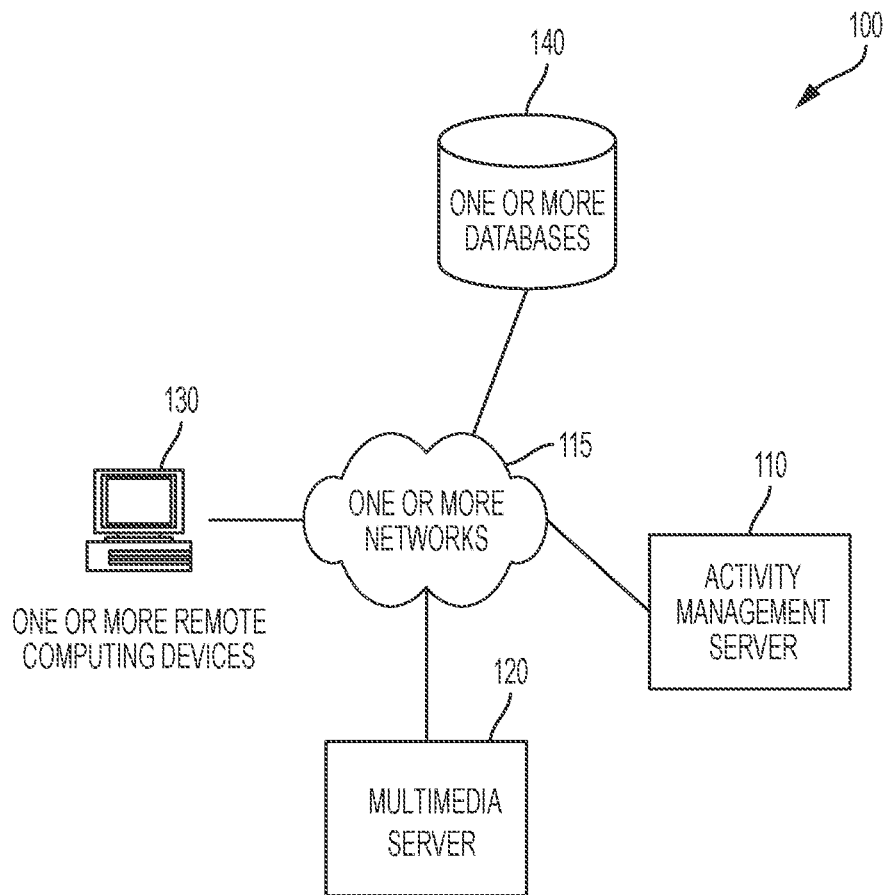 100
140
ONE OR MORE
DATABASES
130
115
ONE OR MORE
NETWORKS
110
ACTIVITY
MANAGEMENT
SERVER
ONE OR MORE REMOTE
COMPUTING DEVICES
120
MULTIMEDIA
SERVER